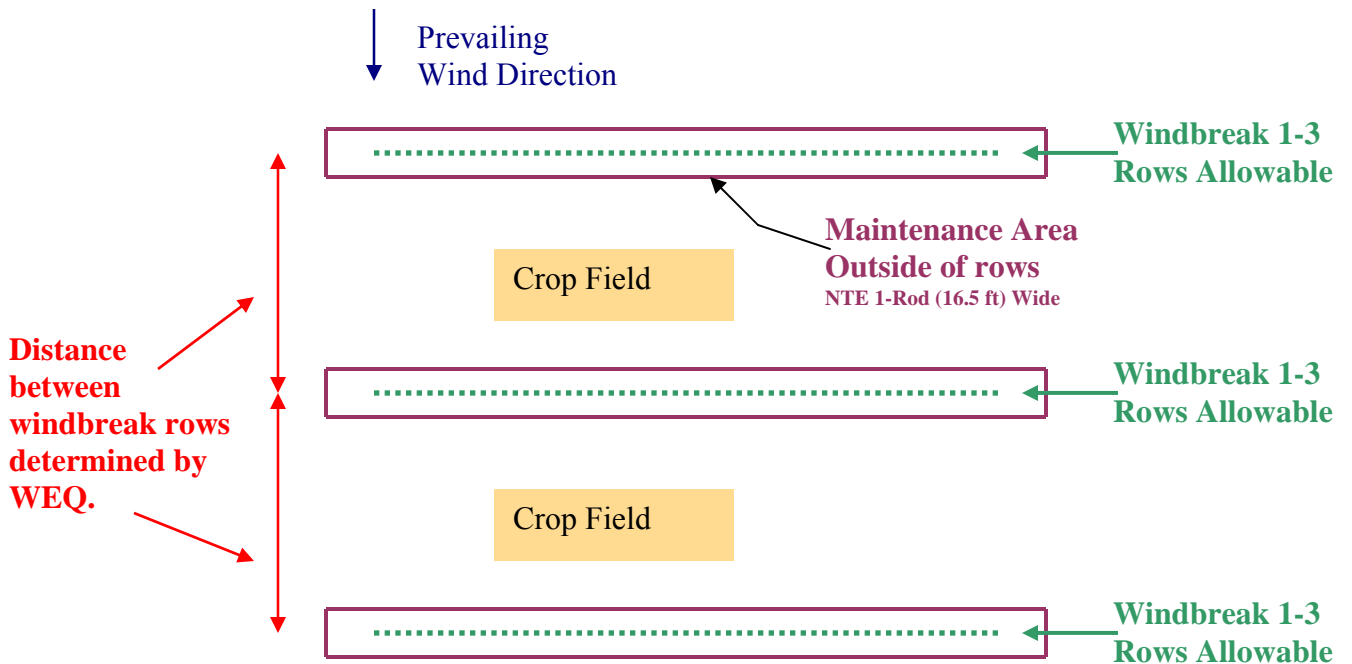 Prevailing
Wind Direction
Windbreak 1-3
Rows Allowable
Maintenance Area
Outside of rows
NTE 1-Rod (16.5 ft) Wide
Crop Field
Distance
between
windbreak rows
determined by
WEQ.
Windbreak 1-3
Rows Allowable
Crop Field
Windbreak 1-3
Rows Allowable